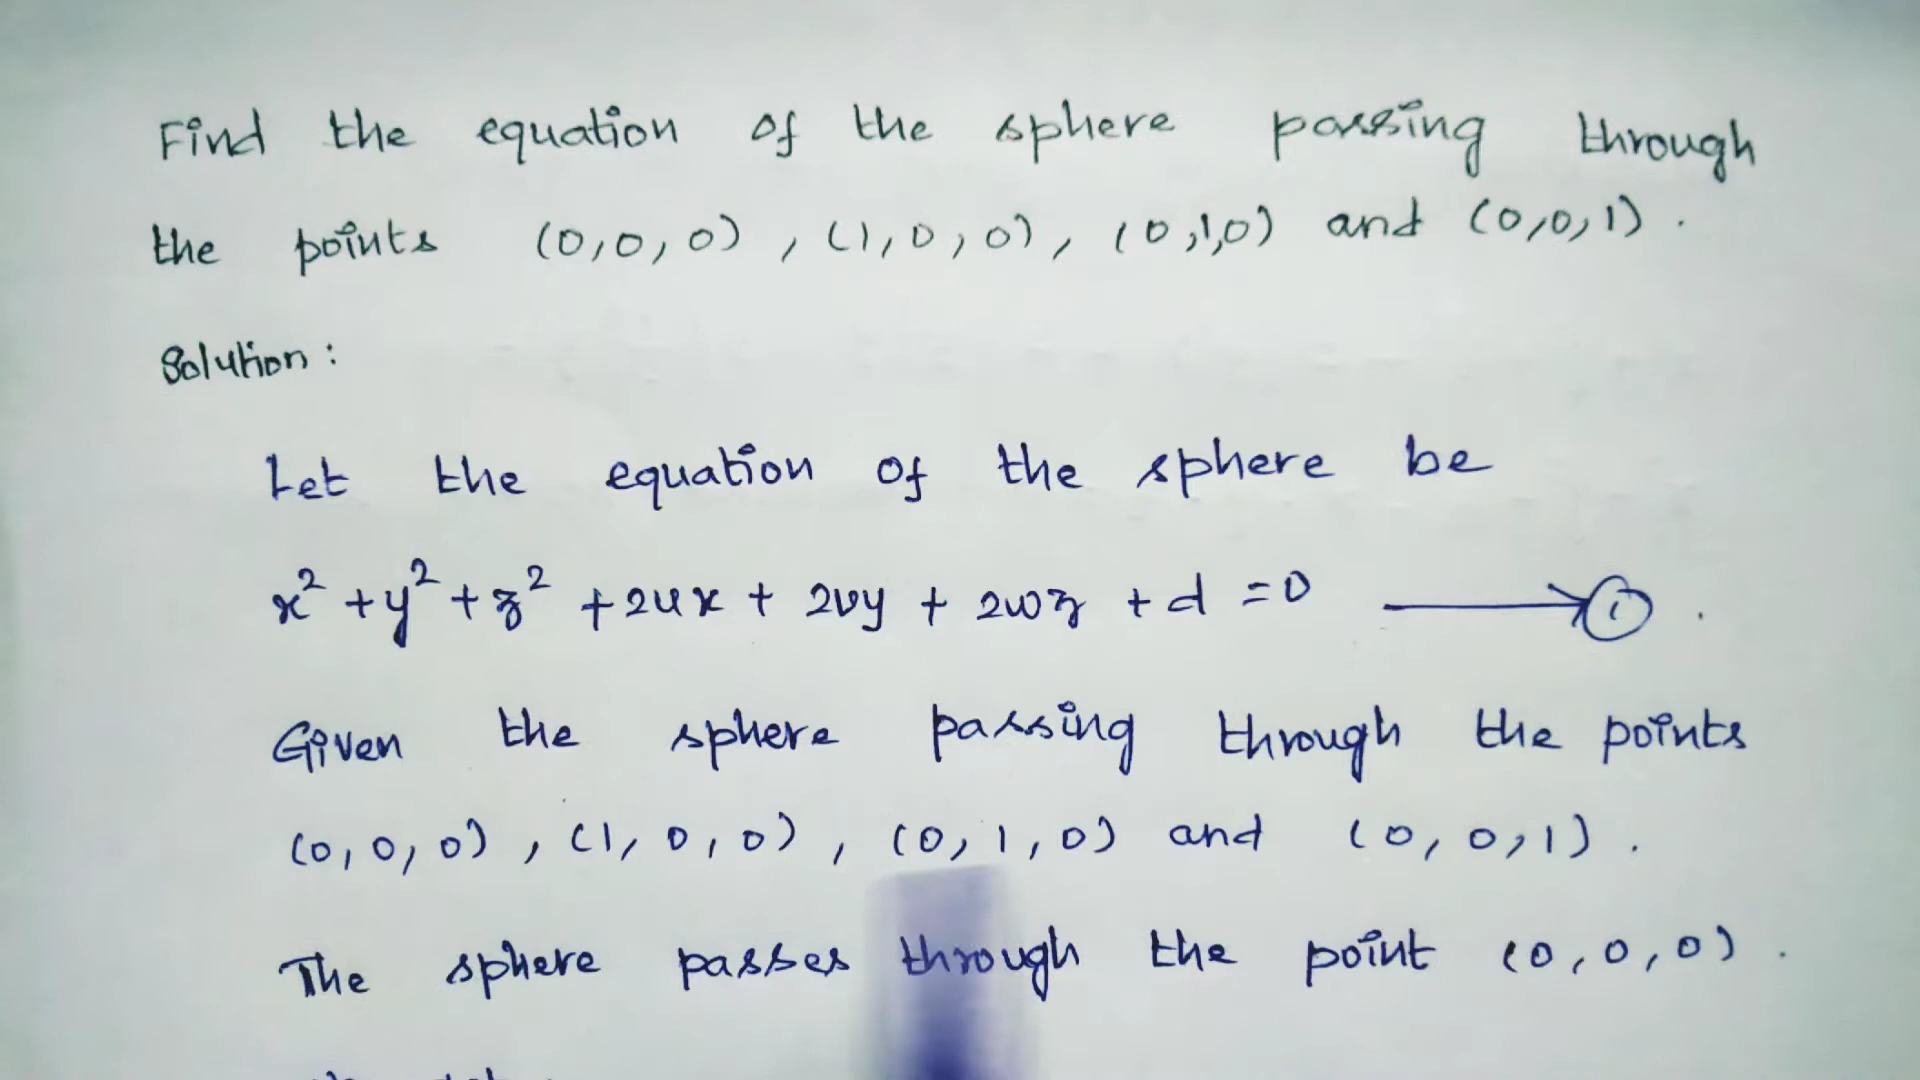 Find the equation of the sphere passing through
the points (0,0,0), (1,0,0), (0,1,0) and (0,0,1).
Solution:
Let the equation of the sphere be
x² + y² + z² + 2ux + 2vy + 2wz + d = 0 → ①.
Given the sphere passing through the points
(0,0,0), (1,0,0), (0,1,0) and (0,0,1).
The sphere passes through the point (0,0,0).